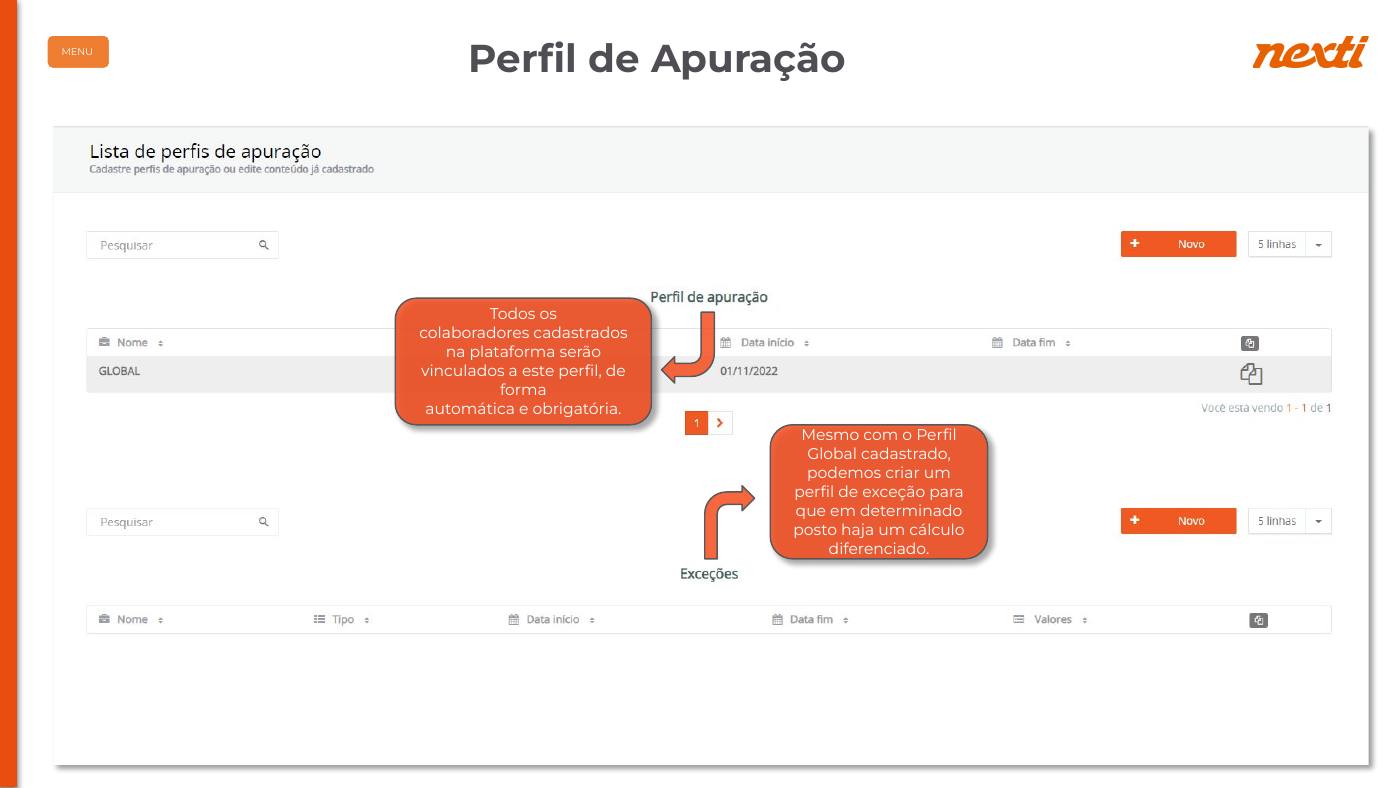 MENU
Perfil de Apuração
nexti
Lista de perfis de apuração
Cadastre perfis de apuração ou edite conteúdo já cadastrado
Pesquisar
Novo
5 linhas
Perfil de apuração
Todos os
colaboradores cadastrados
na plataforma serão
vinculados a este perfil, de
forma
automática e obrigatória.
Nome
Data início
Data fim
GLOBAL
01/11/2022
Você está vendo 1 - 1 de 1
1
Mesmo com o Perfil
Global cadastrado,
podemos criar um
perfil de exceção para
que em determinado
posto haja um cálculo
diferenciado.
Pesquisar
Novo
5 linhas
Exceções
Nome
Tipo
Data início
Data fim
Valores